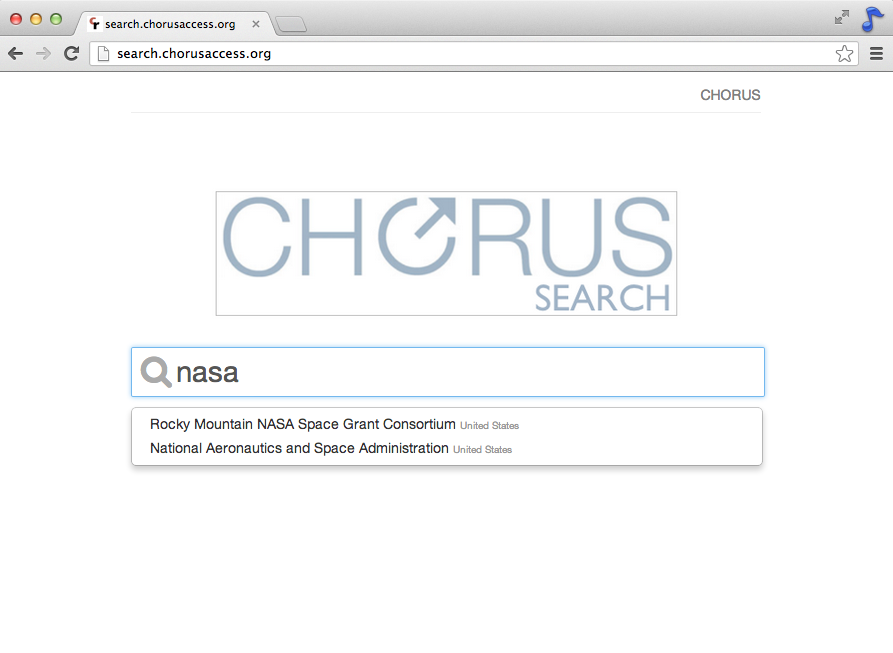 search.chorusaccess.org
search.chorusaccess.org
CHORUS
CHORUS
SEARCH
nasa
Rocky Mountain NASA Space Grant Consortium United States
National Aeronautics and Space Administration United States